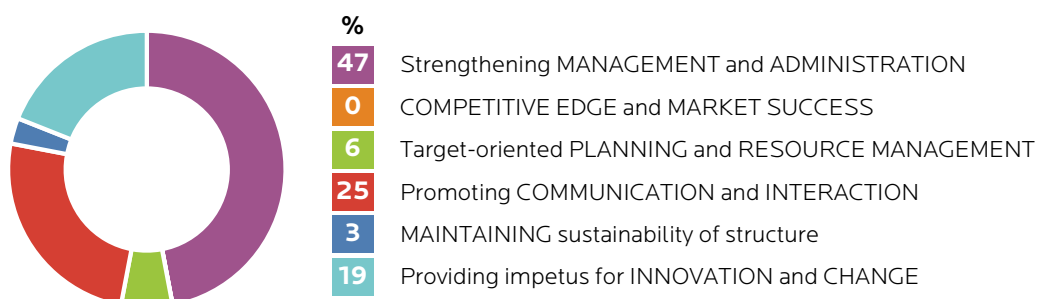 %
47 Strengthening MANAGEMENT and ADMINISTRATION
0 COMPETITIVE EDGE and MARKET SUCCESS
6 Target-oriented PLANNING and RESOURCE MANAGEMENT
25 Promoting COMMUNICATION and INTERACTION
3 MAINTAINING sustainability of structure
19 Providing impetus for INNOVATION and CHANGE